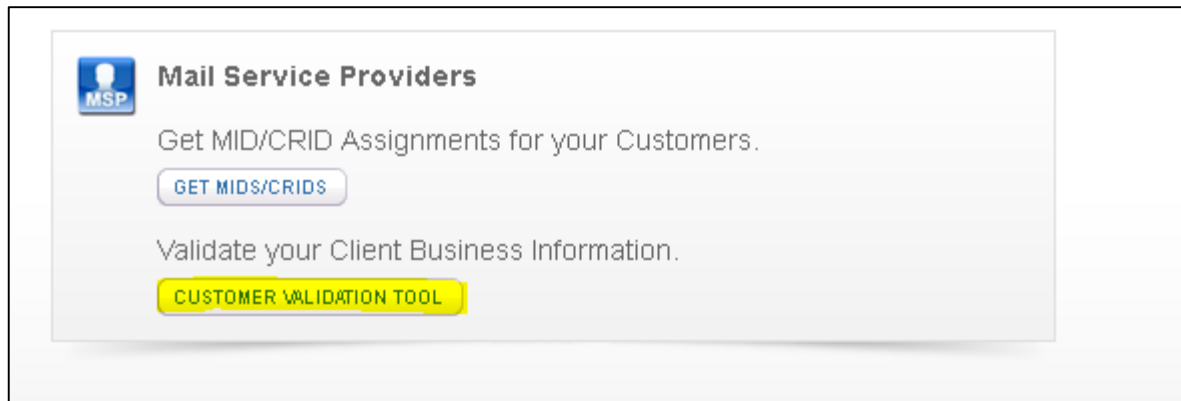 MSP
Mail Service Providers
Get MID/CRID Assignments for your Customers.
GET MIDS/CRIDS
Validate your Client Business Information.
CUSTOMER VALIDATION TOOL